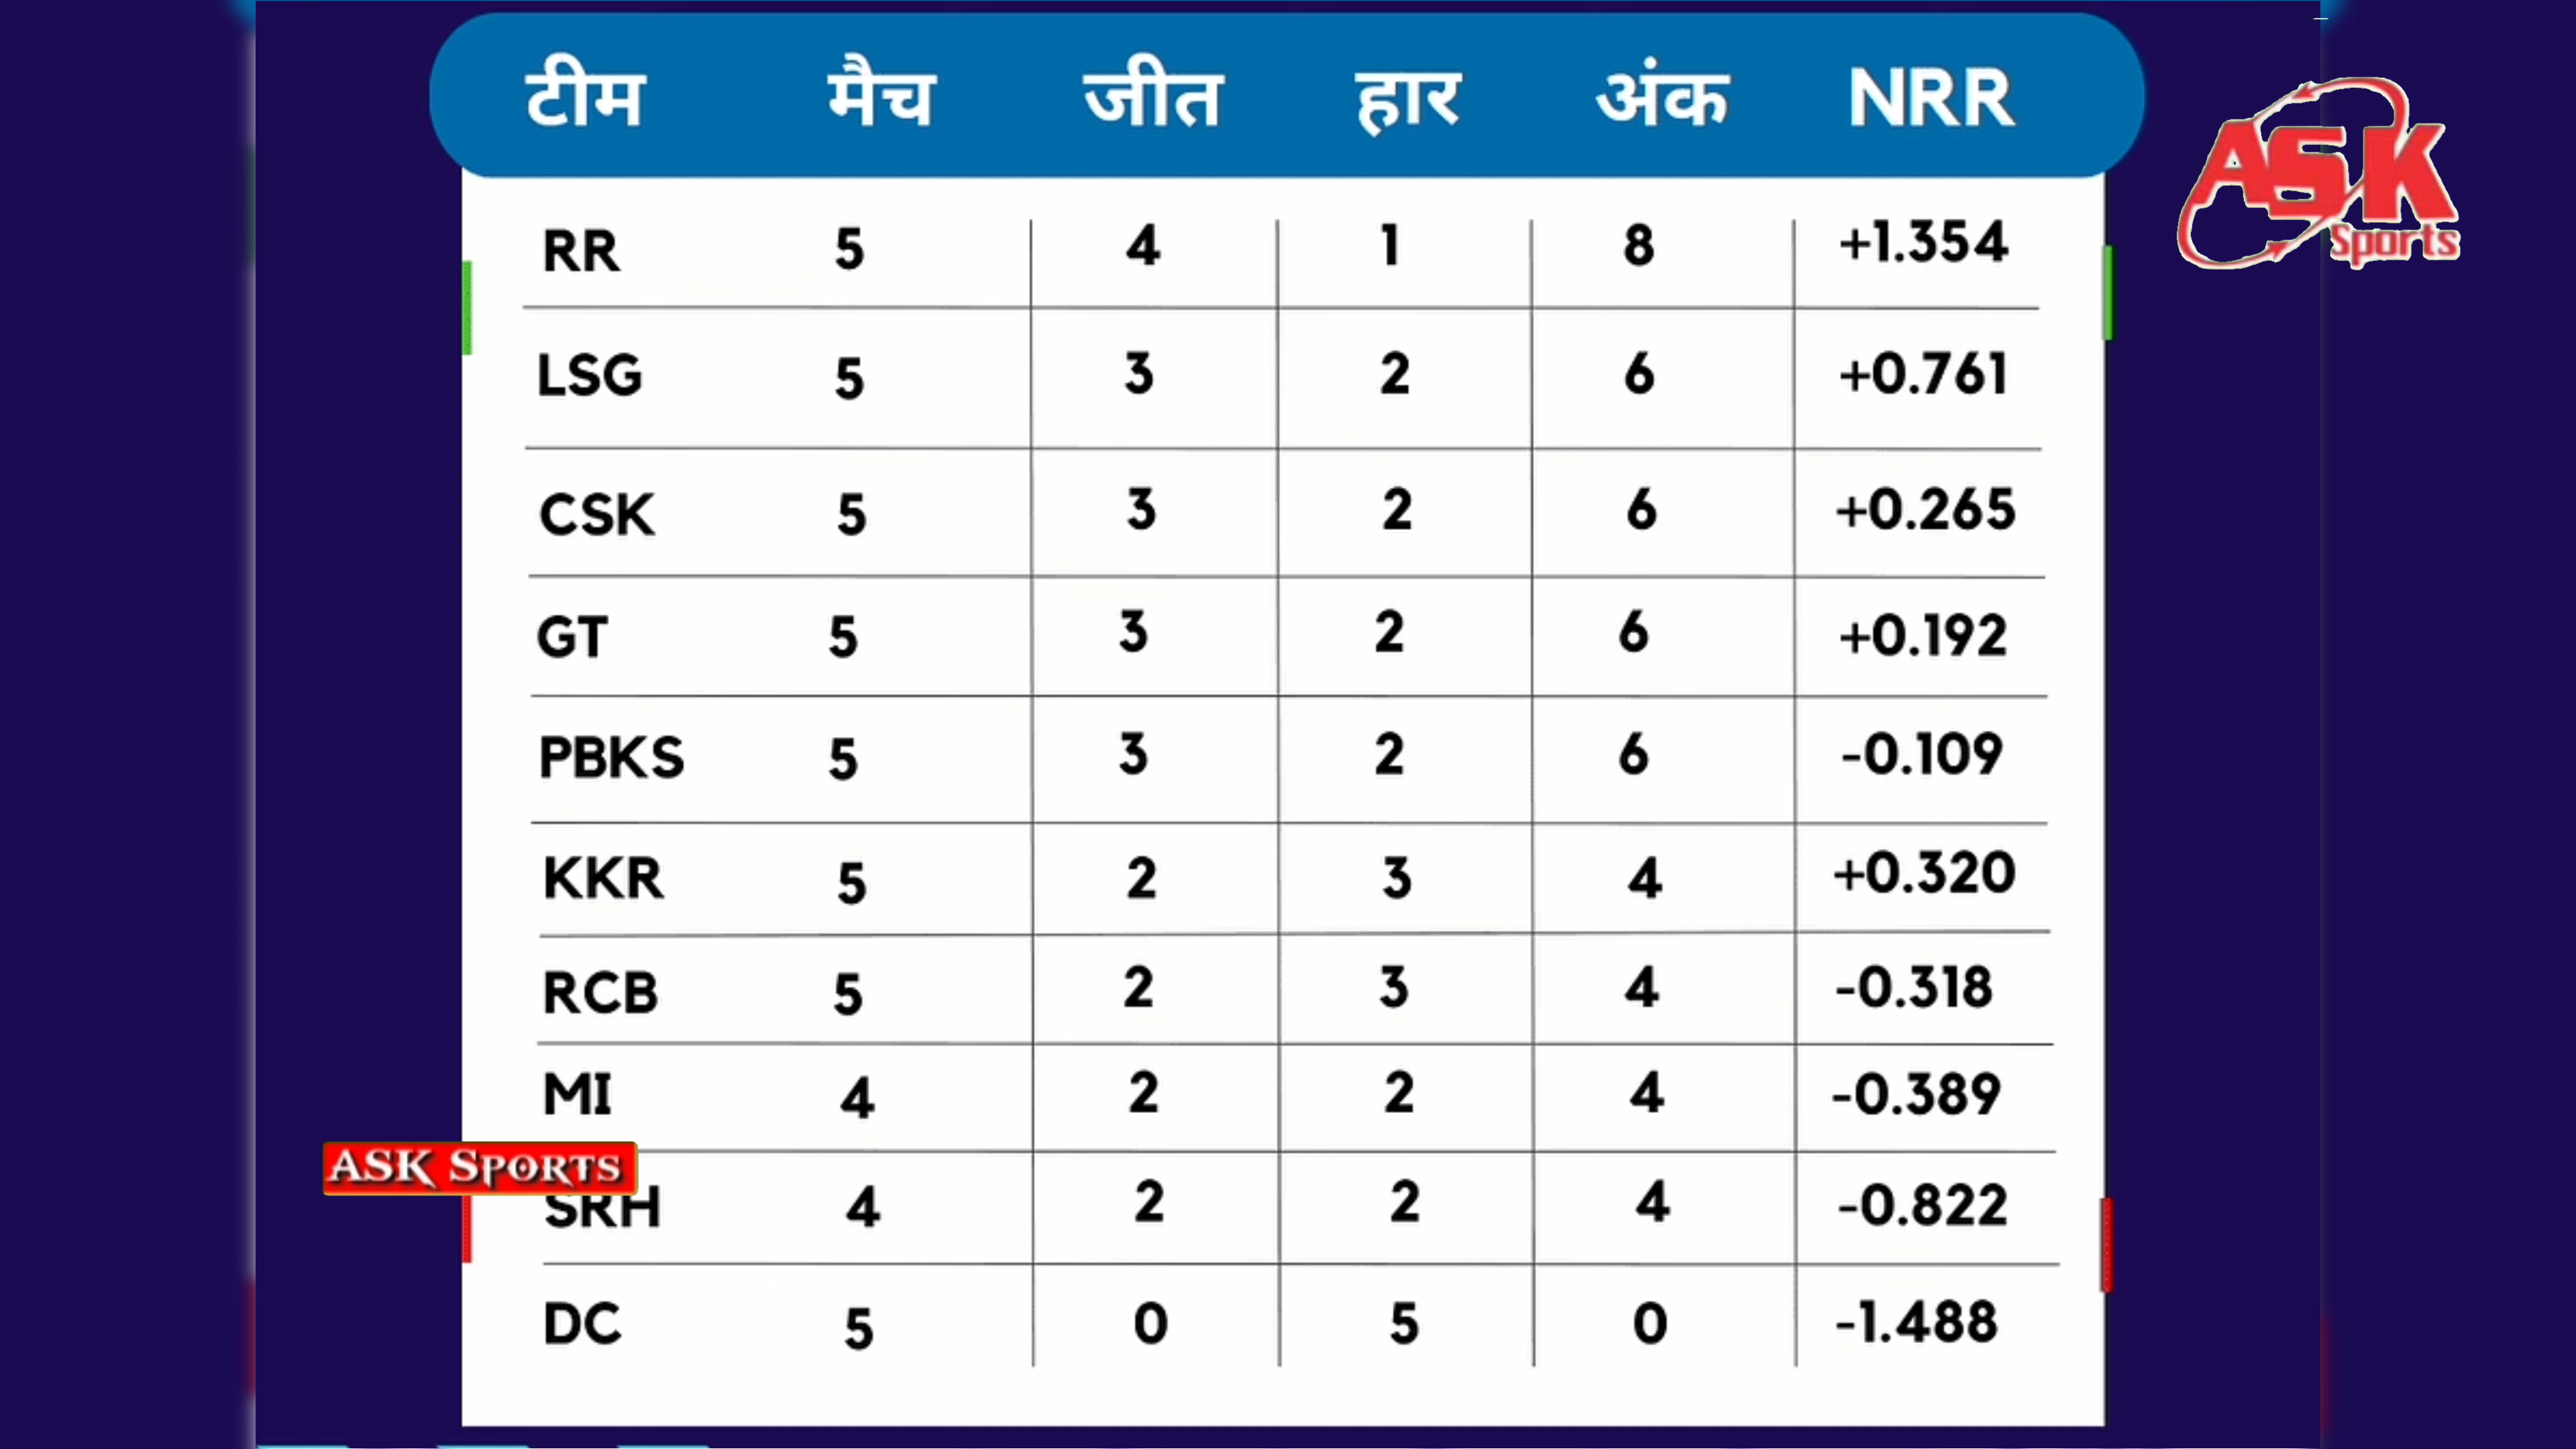 टीम मैच जीत हार अंक NRR
ASK
Sports
RR 5 4 1 8 +1.354
LSG 5 3 2 6 +0.761
CSK 5 3 2 6 +0.265
GT 5 3 2 6 +0.192
PBKS 5 3 2 6 -0.109
KKR 5 2 3 4 +0.320
RCB 5 2 3 4 -0.318
MI 4 2 2 4 -0.389
ASK SPORTS
SRH 4 2 2 4 -0.822
DC 5 0 5 0 -1.488